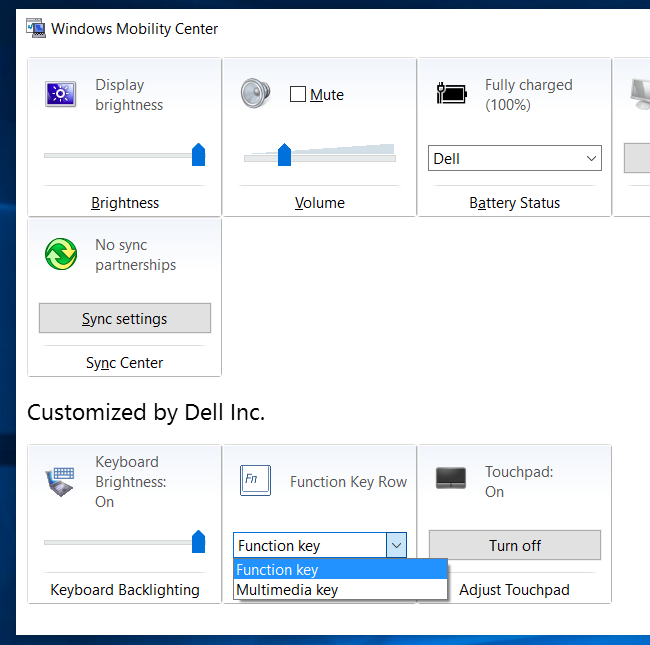 Windows Mobility Center
Display
brightness
Brightness
Mute
Volume
Fully charged
(100%)
Dell
Battery Status
No sync
partnerships
Sync settings
Sync Center
Customized by Dell Inc.
Keyboard
Brightness:
On
Keyboard Backlighting
Fn
Function Key Row
Function key
Function key
Multimedia key
Touchpad:
On
Turn off
Adjust Touchpad